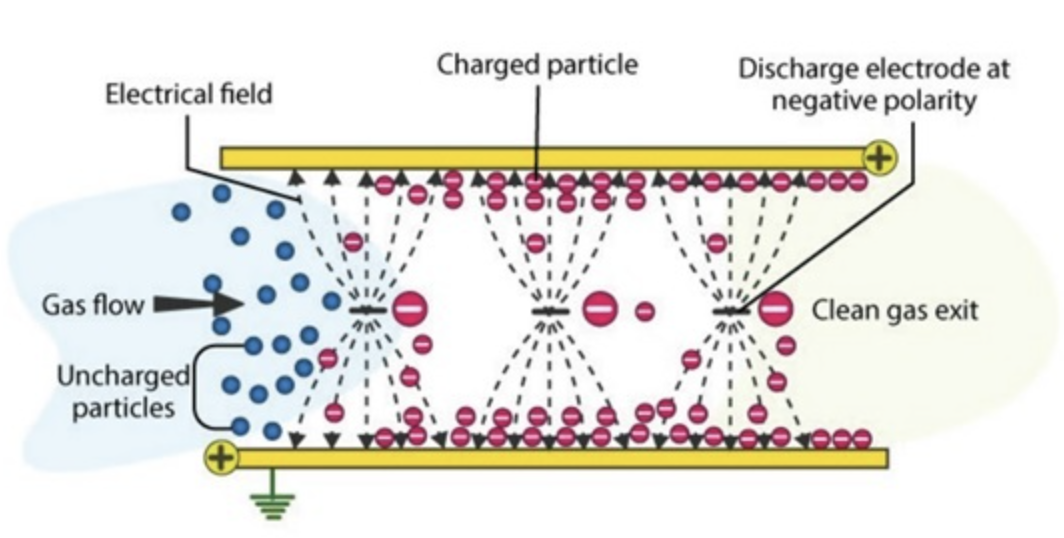 Charged particle
Discharge electrode at
negative polarity
Electrical field
Gas flow
Clean gas exit
Uncharged
particles